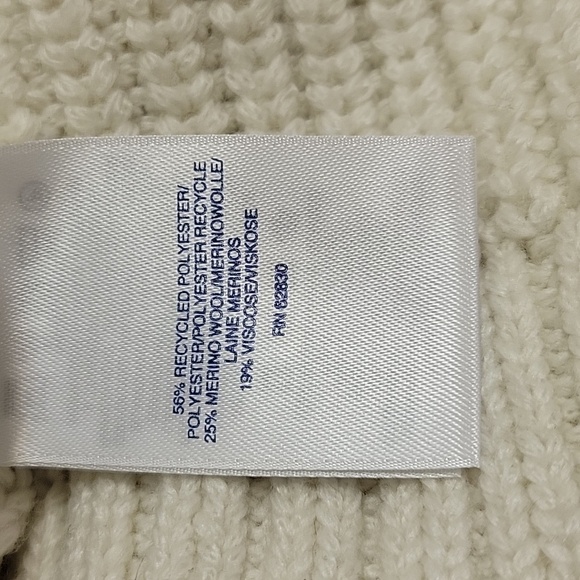 56% RECYCLED POLYESTER/
POLYESTER/POLYESTER RECYCLE
25% MERINO WOOL/MERINOWOLLE/
LAINE MERINOS
19% VISCOSE/VISKOSE
RN 62830